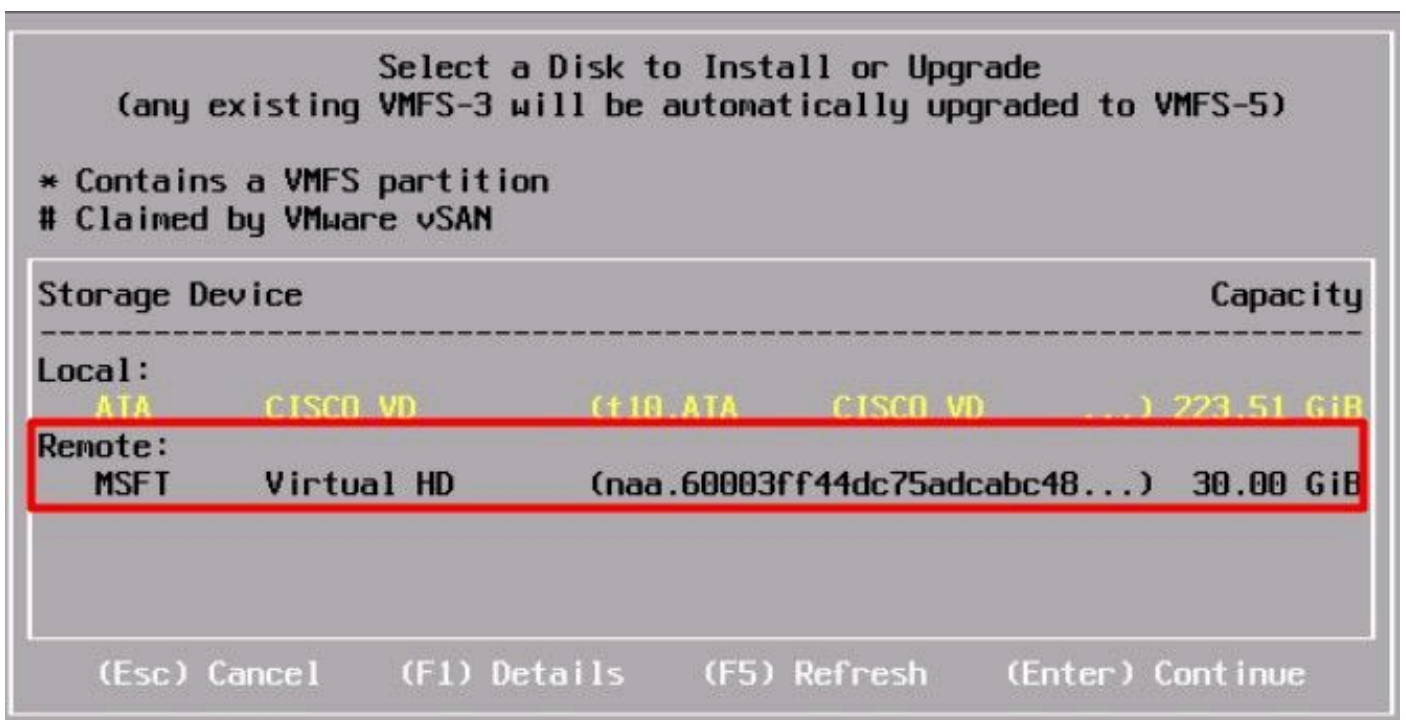 Select a Disk to Install or Upgrade
(any existing VMFS-3 will be automatically upgraded to VMFS-5)
* Contains a VMFS partition
# Claimed by VMware vSAN
Storage Device Capacity
--------------------------------------------------------------------------------
Local:
ATA CISCO VD (t10.ATA CISCO VD ...) 223.51 GiB
Remote:
MSFT Virtual HD (naa.60003ff44dc75adcabc48...) 30.00 GiB
(Esc) Cancel (F1) Details (F5) Refresh (Enter) Continue